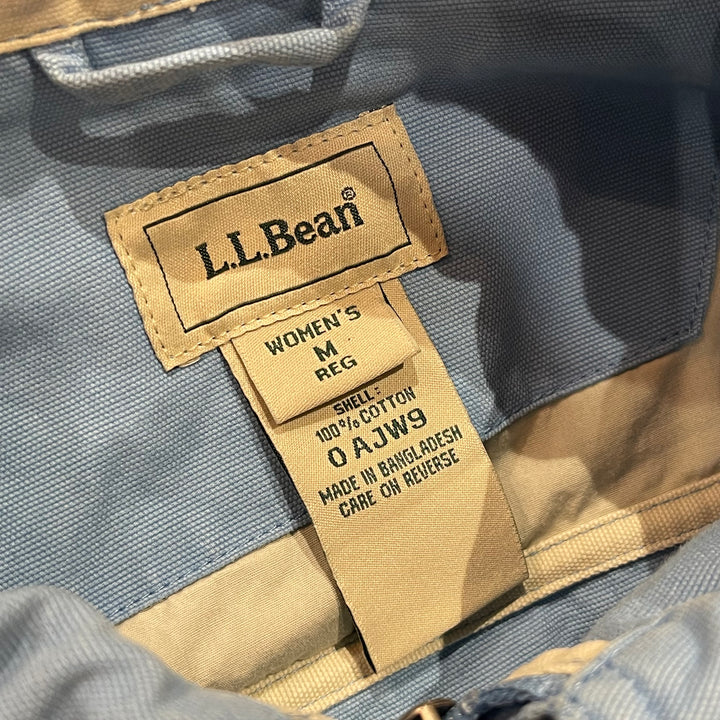 L.L.Bean®
WOMEN'S
M
REG
SHELL:
100% COTTON
0 AJW9
MADE IN BANGLADESH
CARE ON REVERSE